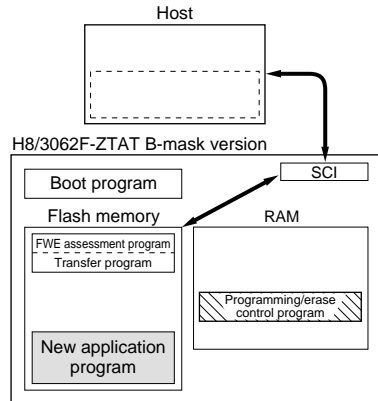 Host
H8/3062F-ZTAT B-mask version
SCI
Boot program
Flash memory
RAM
FWE assessment program
Transfer program
Programming/erase
control program
New application
program